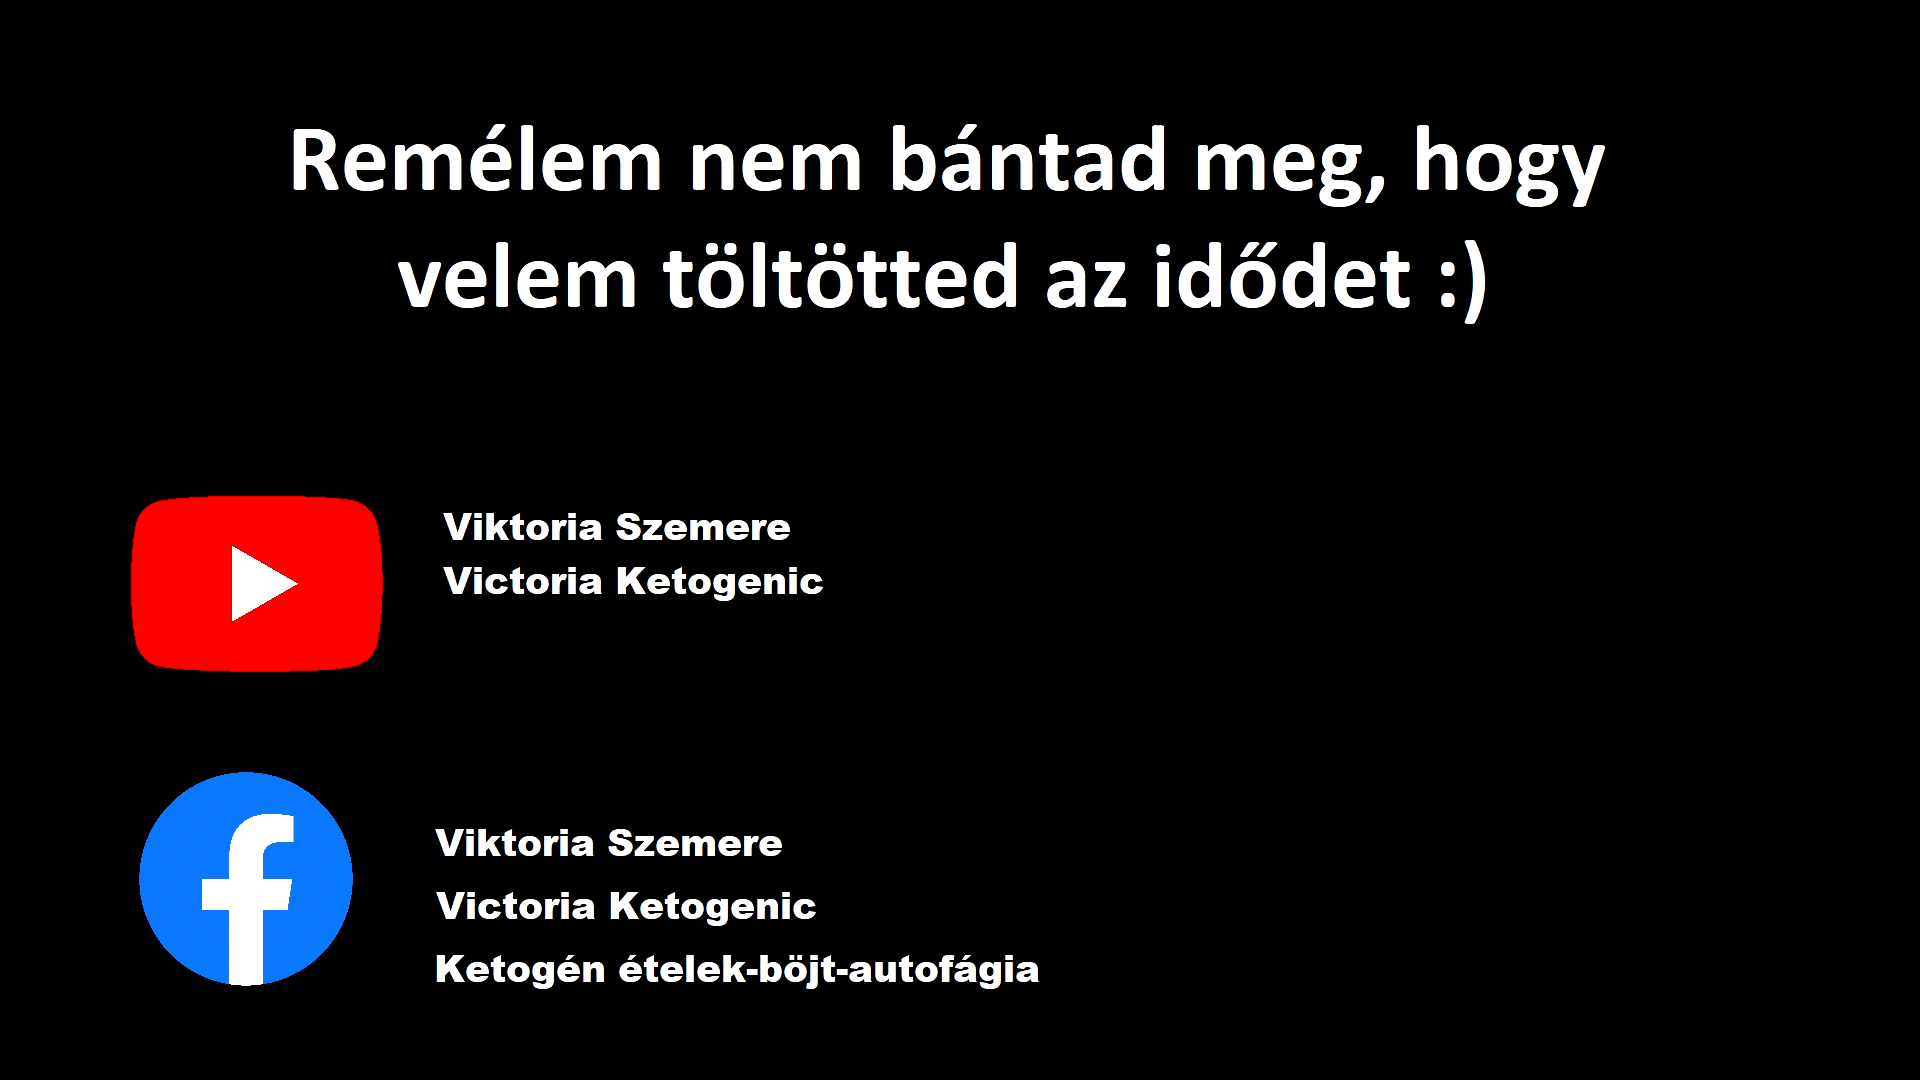 Remélem nem bántad meg, hogy
velem töltötted az idődet :)
Viktoria Szemere
Victoria Ketogenic
Viktoria Szemere
Victoria Ketogenic
Ketogén ételek-böjt-autofágia